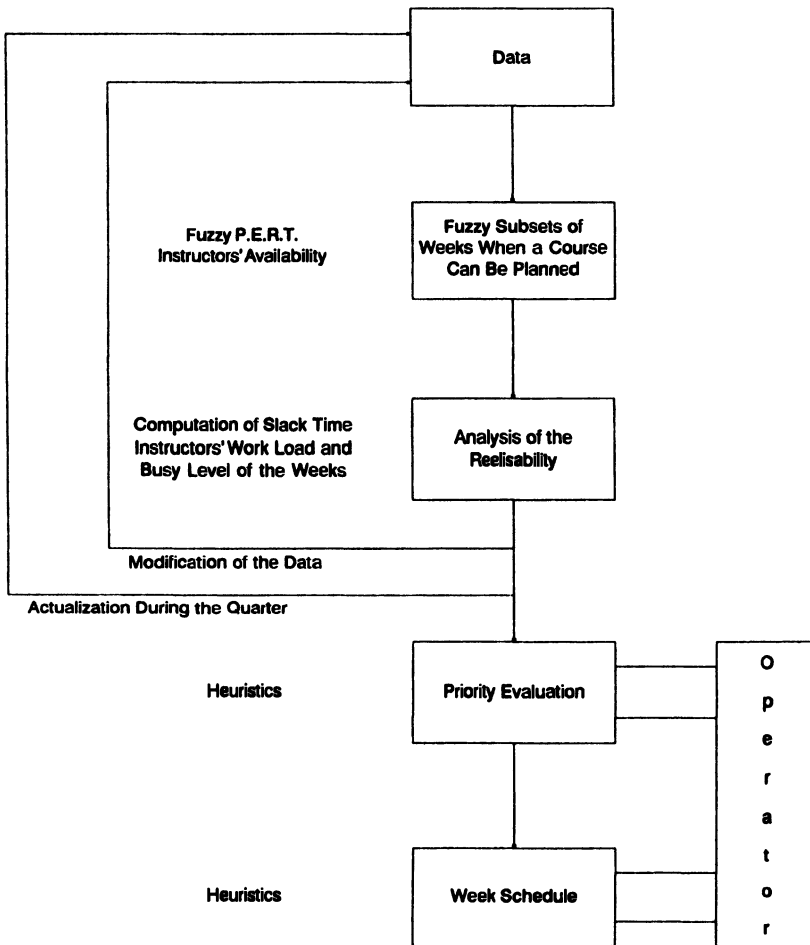 Data
Fuzzy P.E.R.T.
Instructors' Availability
Fuzzy Subsets of
Weeks When a Course
Can Be Planned
Computation of Slack Time
Instructors' Work Load and
Busy Level of the Weeks
Analysis of the
Reelisability
Modification of the Data
Actualization During the Quarter
Heuristics
Priority Evaluation
Heuristics
Week Schedule
O
p
e
r
a
t
o
r